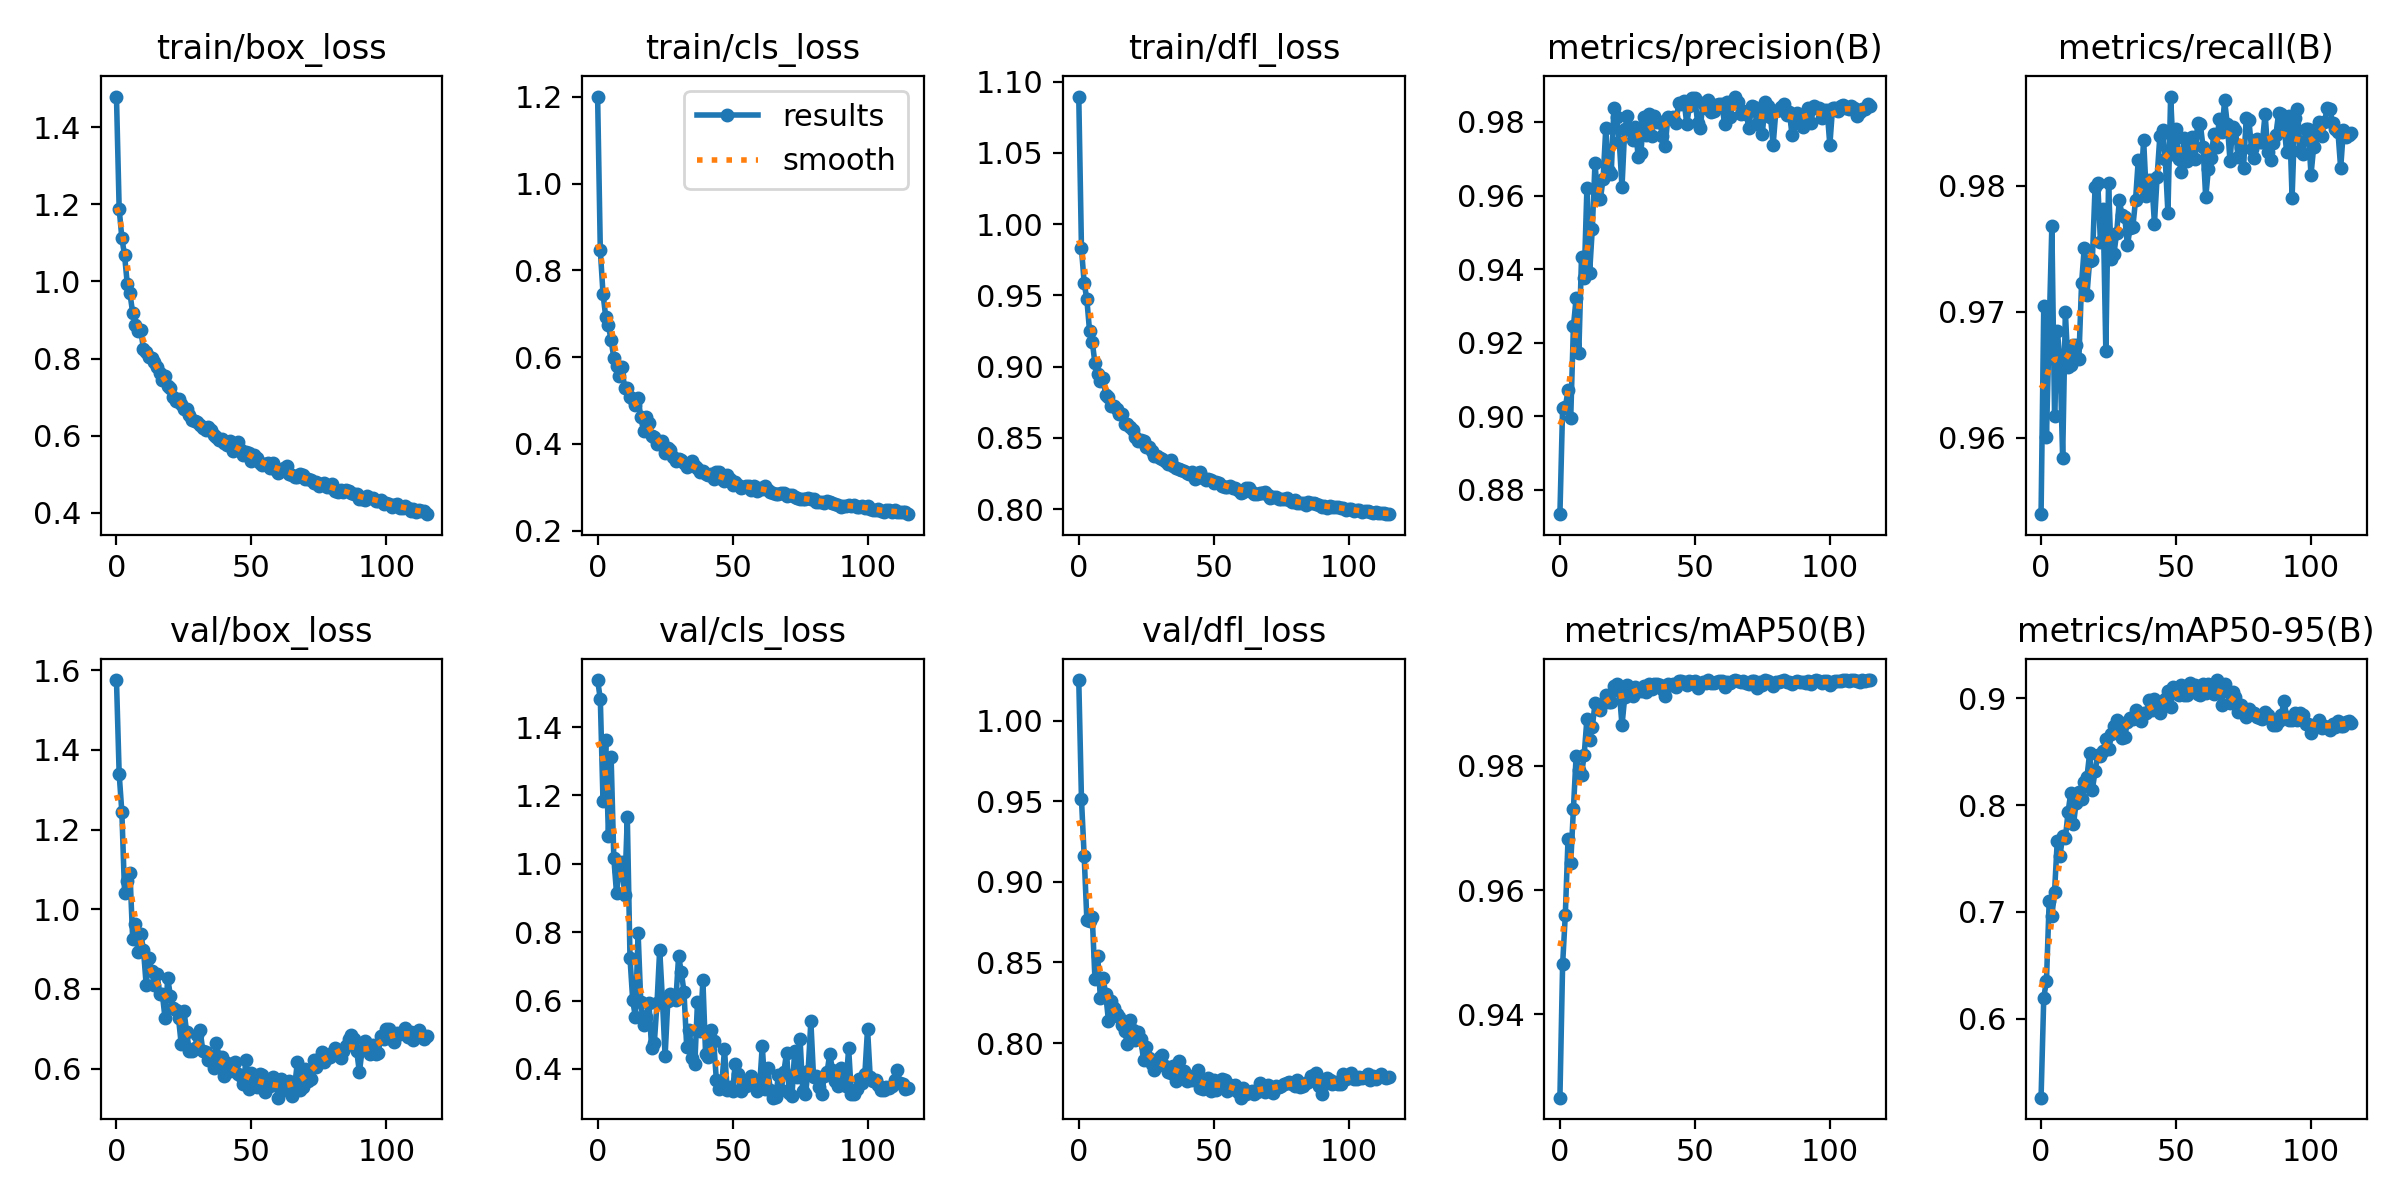 train/box_loss
1.4
1.2
1.0
0.8
0.6
0.4
0 50 100
train/cls_loss
results
smooth
1.2
1.0
0.8
0.6
0.4
0.2
0 50 100
train/dfl_loss
1.10
1.05
1.00
0.95
0.90
0.85
0.80
0 50 100
metrics/precision(B)
0.98
0.96
0.94
0.92
0.90
0.88
0 50 100
metrics/recall(B)
0.98
0.97
0.96
0 50 100
val/box_loss
1.6
1.4
1.2
1.0
0.8
0.6
0 50 100
val/cls_loss
1.4
1.2
1.0
0.8
0.6
0.4
0 50 100
val/dfl_loss
1.00
0.95
0.90
0.85
0.80
0 50 100
metrics/mAP50(B)
0.98
0.96
0.94
0 50 100
metrics/mAP50-95(B)
0.9
0.8
0.7
0.6
0 50 100